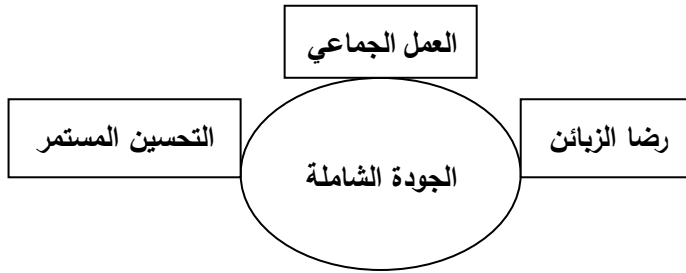 العمل الجماعي
رضا الزبائن
التحسين المستمر
الجودة الشاملة